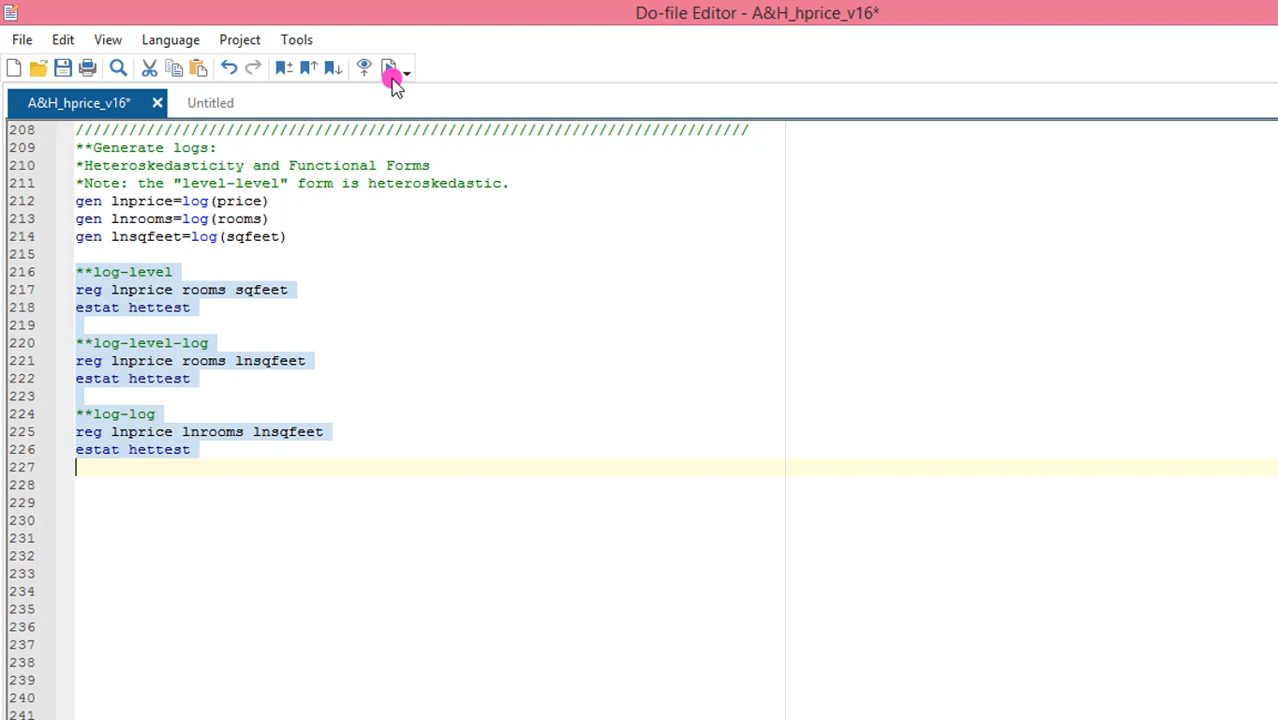 Do-file Editor - A&H_hprice_v16*
File Edit View Language Project Tools
A&H_hprice_v16* Untitled
208 ////////////////////////////////////////////////////////////////////////////
209 **Generate logs:
210 *Heteroskedasticity and Functional Forms
211 *Note: the "level-level" form is heteroskedastic.
212 gen lnprice=log(price)
213 gen lnrooms=log(rooms)
214 gen lnsqfeet=log(sqfeet)
215
216 **log-level
217 reg lnprice rooms sqfeet
218 estat hettest
219
220 **log-level-log
221 reg lnprice rooms lnsqfeet
222 estat hettest
223
224 **log-log
225 reg lnprice lnrooms lnsqfeet
226 estat hettest
227
228
229
230
231
232
233
234
235
236
237
238
239
240
241